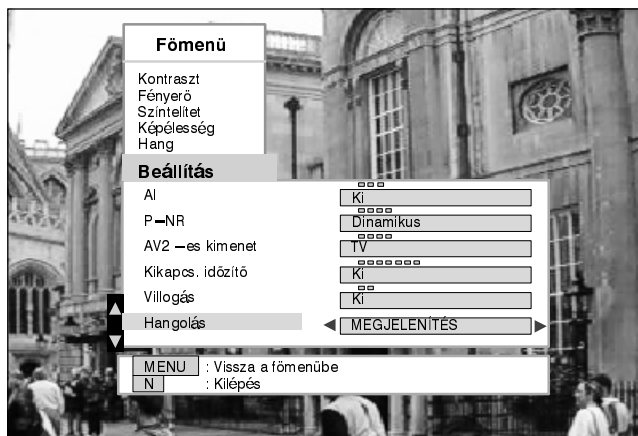 Fömenü
Kontraszt
Fényerö
Színtelítet
Képélesség
Hang
Beállítás
AI Ki
P-NR Dinamikus
AV2 -es kimenet TV
Kikapcs. időzítő Ki
Villogás Ki
Hangolás MEGJELENÍTÉS
MENU : Vissza a fömenübe
N : Kilépés